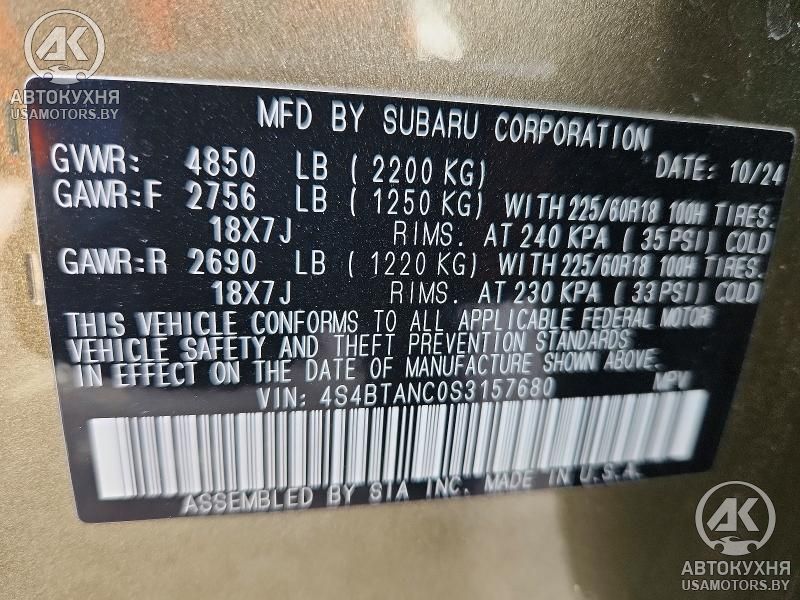 АК
АВТОКУХНЯ
USAMOTORS.BY
MFD BY SUBARU CORPORATION
GVWR: 4850 LB ( 2200 KG) DATE: 10/24
GAWR:F 2756 LB ( 1250 KG) WITH 225/60R18 100H TIRES.
18X7J RIMS. AT 240 KPA ( 35 PSI) COLD
GAWR:R 2690 LB ( 1220 KG) WITH 225/60R18 100H TIRES.
18X7J RIMS. AT 230 KPA ( 33 PSI) COLD
THIS VEHICLE CONFORMS TO ALL APPLICABLE FEDERAL MOTOR
VEHICLE SAFETY AND THEFT PREVENTION STANDARDS
IN EFFECT ON THE DATE OF MANUFACTURE SHOWN ABOVE.
VIN: 4S4BTANC0S3157680 MPV
ASSEMBLED BY SIA INC. MADE IN U.S.A.
АК
АВТОКУХНЯ
USAMOTORS.BY